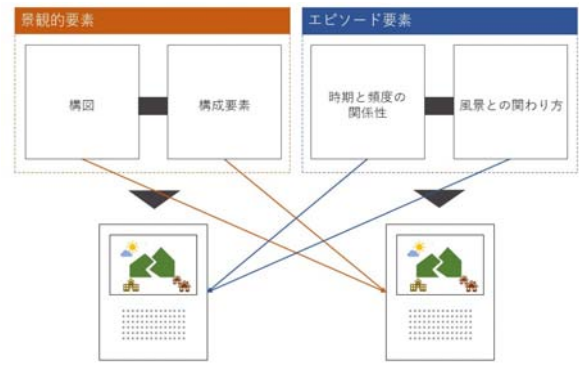 景観的要素
エピソード要素
構図
構成要素
時期と頻度の
関係性
風景との関わり方